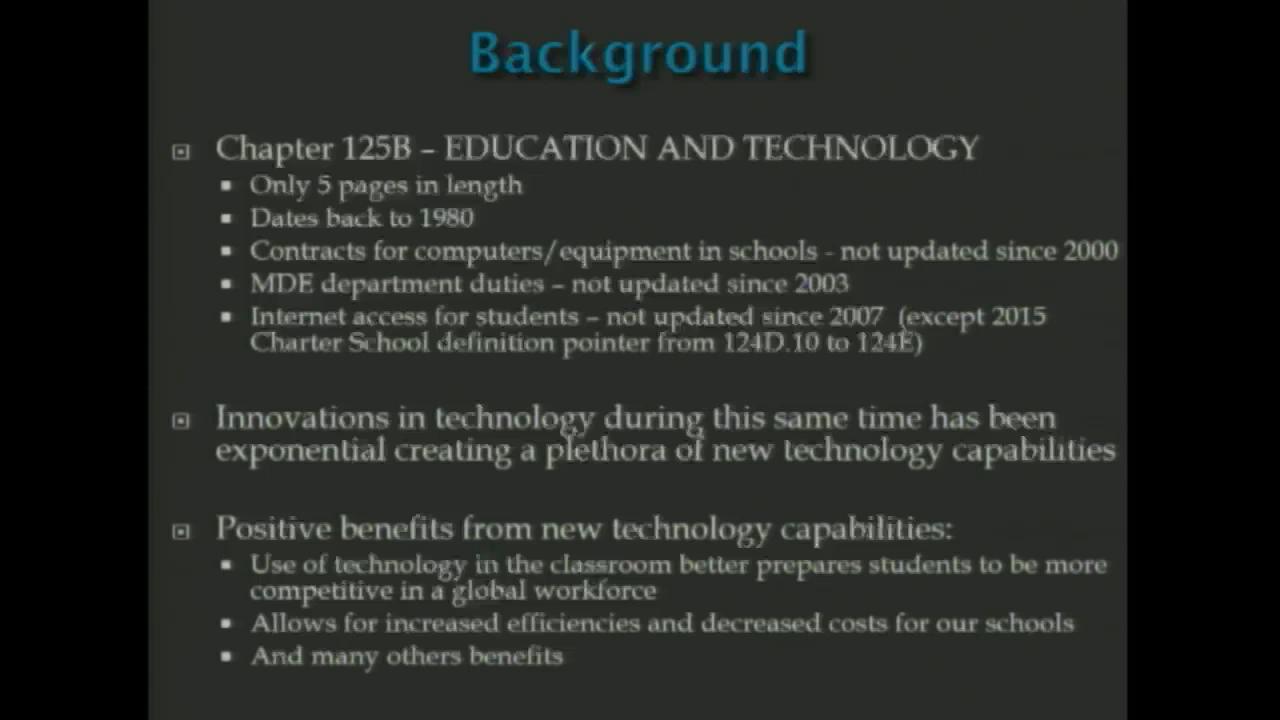 Background
Chapter 125B – EDUCATION AND TECHNOLOGY
Only 5 pages in length
Dates back to 1980
Contracts for computers/equipment in schools - not updated since 2000
MDE department duties – not updated since 2003
Internet access for students – not updated since 2007 (except 2015
Charter School definition pointer from 124D.10 to 124E)
Innovations in technology during this same time has been
exponential creating a plethora of new technology capabilities
Positive benefits from new technology capabilities:
Use of technology in the classroom better prepares students to be more
competitive in a global workforce
Allows for increased efficiencies and decreased costs for our schools
And many others benefits